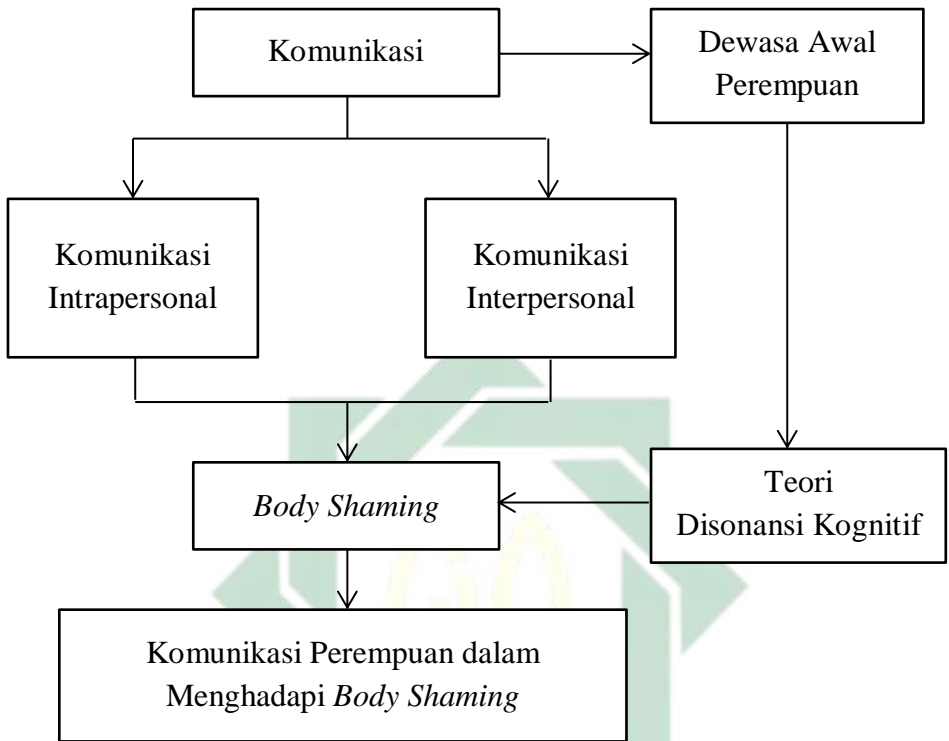 Komunikasi
Dewasa Awal
Perempuan
Komunikasi
Intrapersonal
Komunikasi
Interpersonal
Body Shaming
Teori
Disonansi Kognitif
Komunikasi Perempuan dalam
Menghadapi Body Shaming